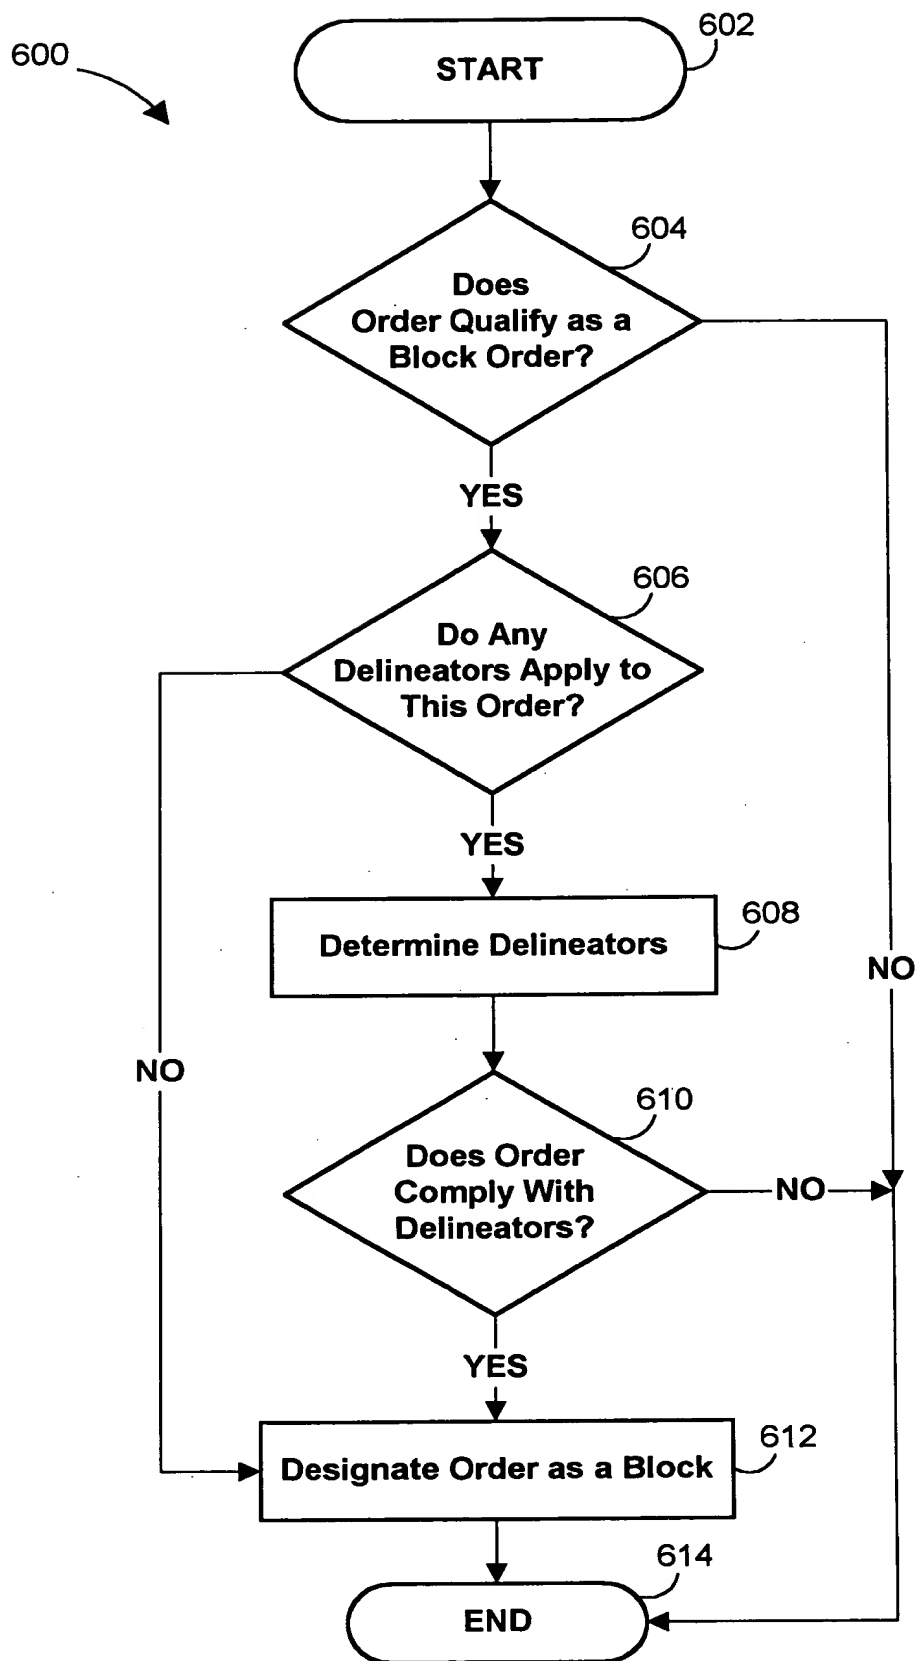 600
602
START
604
Does
Order Qualify as a
Block Order?
YES
606
Do Any
Delineators Apply to
This Order?
YES
608
Determine Delineators
NO
NO
610
Does Order
Comply With
Delineators?
NO
YES
612
Designate Order as a Block
614
END